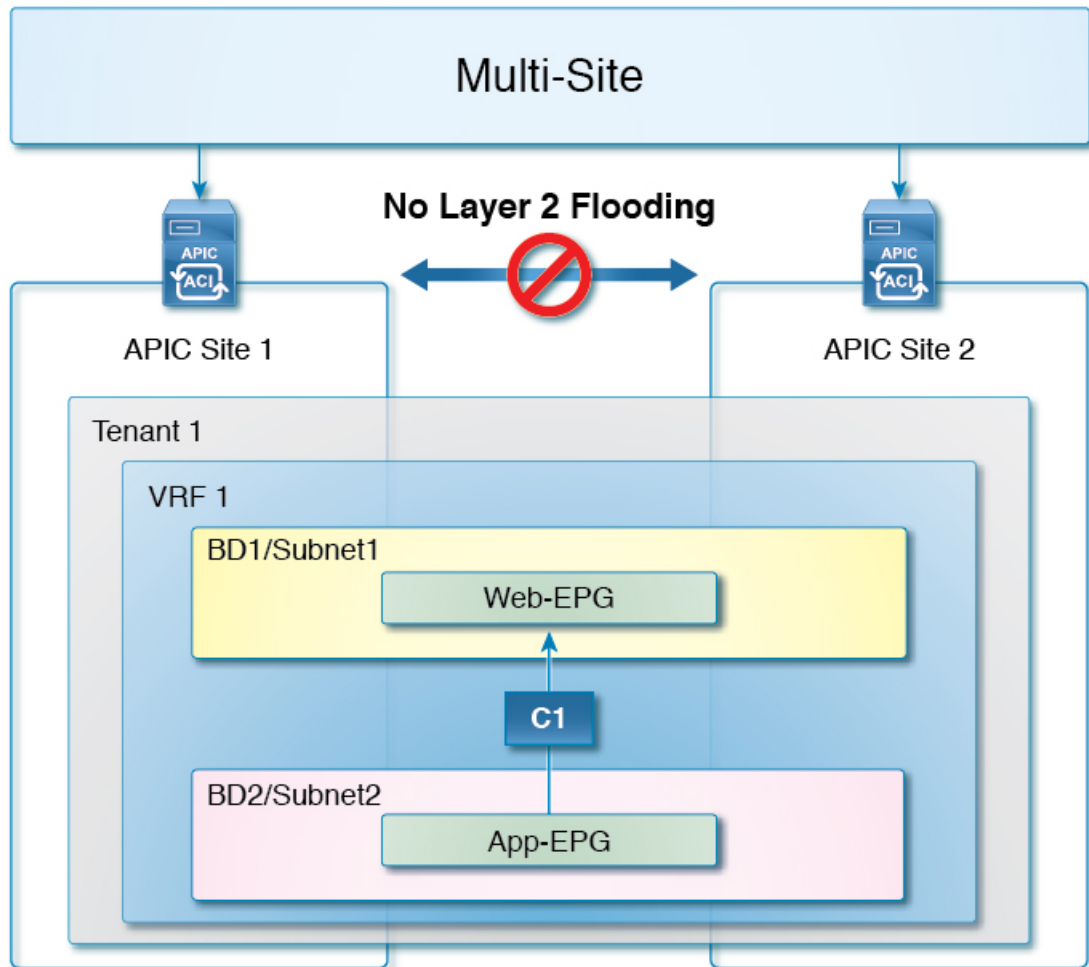 Multi-Site
No Layer 2 Flooding
APIC
ACI
APIC
ACI
APIC Site 1
APIC Site 2
Tenant 1
VRF 1
BD1/Subnet1
Web-EPG
C1
BD2/Subnet2
App-EPG